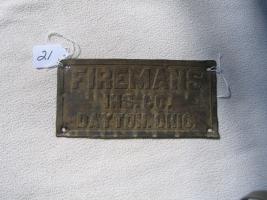 21
FIREMANS
INS. CO.
DAYTON, OHIO.